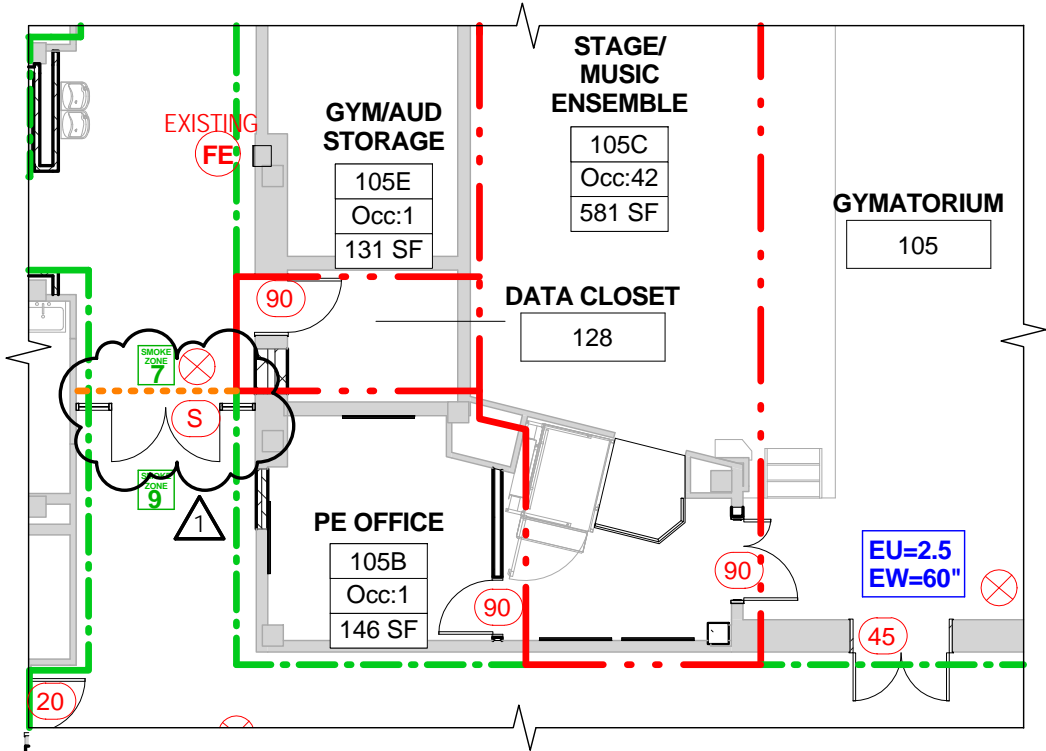 EXISTING
FE
GYM/AUD
STORAGE
105E
Occ:1
131 SF
STAGE/
MUSIC
ENSEMBLE
105C
Occ:42
581 SF
GYMATORIUM
105
90
DATA CLOSET
128
SMOKE
ZONE
7
S
SMOKE
ZONE
9
1
PE OFFICE
105B
Occ:1
146 SF
90
90
EU=2.5
EW=60"
45
20